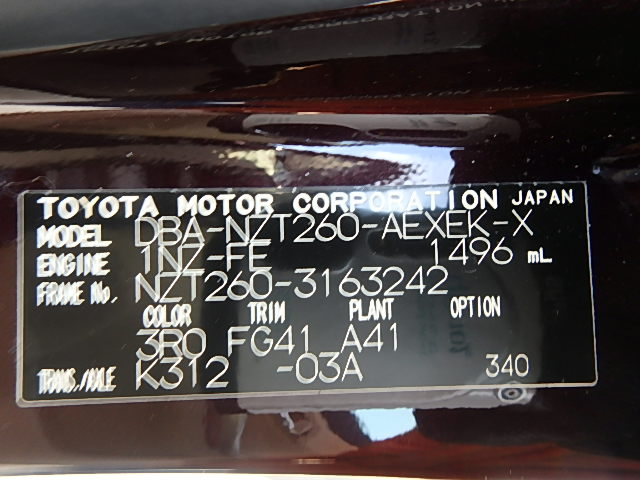 TOYOTA MOTOR CORPORATION JAPAN
MODEL DBA-NZT260-AEXEK-X
ENGINE 1NZ-FE 1496 mL
FRAME No. NZT260-3163242
COLOR TRIM PLANT OPTION
3R0 FG41 A41
TRANS./AXLE K312 -03A 340